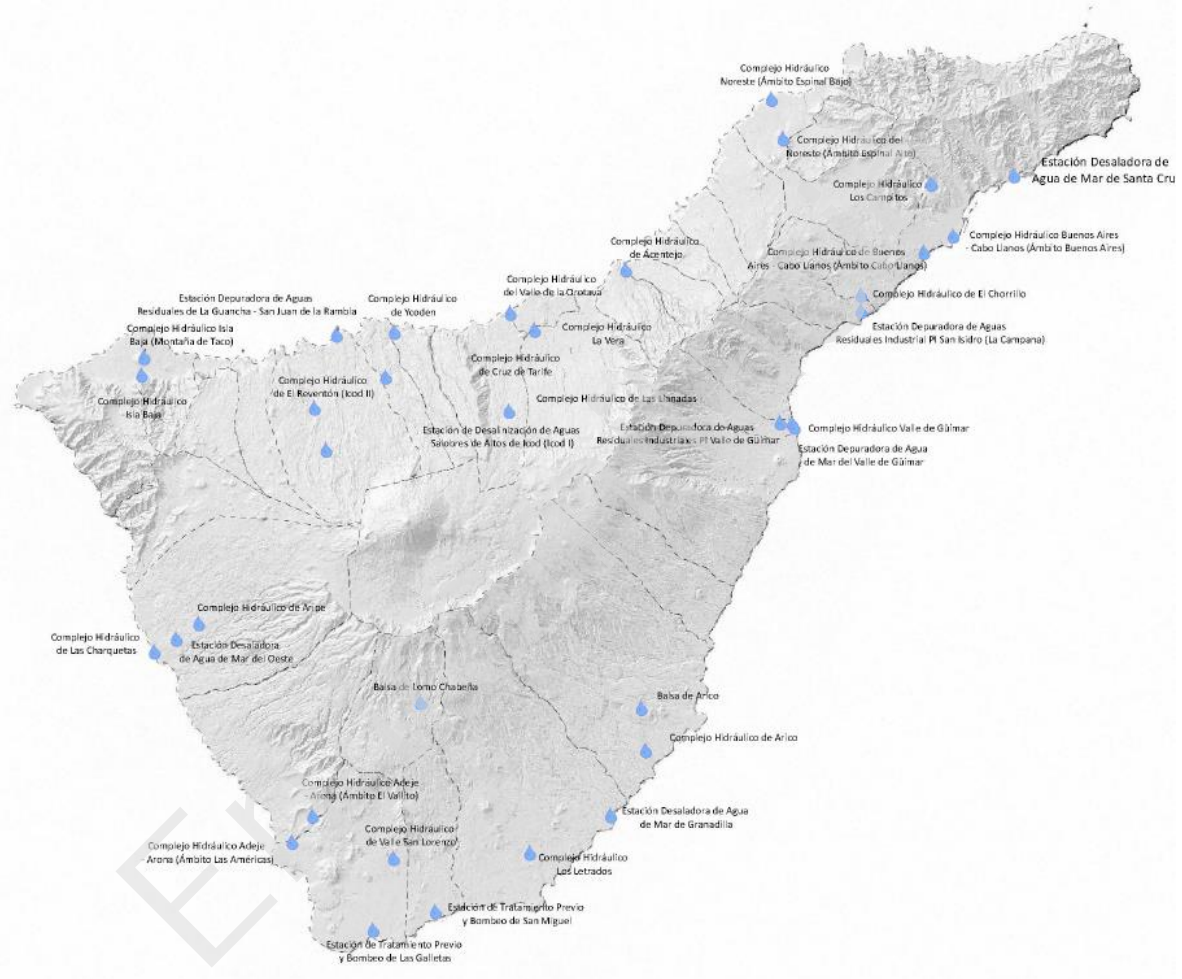 Complejo Hidráulico
Noreste (Ámbito Espinal Bajo)
Complejo Hidráulico del
Noreste (Ámbito Espinal Alto)
Estación Desaladora de
Agua de Mar de Santa Cru
Complejo Hidráulico
Los Campitos
Complejo Hidráulico Buenos Aires
- Cabo Llanos (Ámbito Buenos Aires)
Complejo Hidráulico de Buenos
Aires - Cabo Llanos (Ámbito Cabo Llanos)
Complejo Hidráulico
de Acentejo
Complejo Hidráulico
del Valle de la Orotava
Complejo Hidráulico de El Chorrillo
Estación Depuradora de Aguas
Residuales de La Guancha - San Juan de la Rambla
Complejo Hidráulico
de Ycoden
Complejo Hidráulico
La Vera
Estación Depuradora de Aguas
Residuales Industrial PI San Isidro (La Campana)
Complejo Hidráulico Isla
Baja (Montaña de Taco)
Complejo Hidráulico
de Cruz de Tarife
Complejo Hidráulico
de El Reventón (Icod II)
Complejo Hidráulico
Isla Baja
Complejo Hidráulico de Las Llanadas
Estación de Desalinización de Aguas
Salobres de Altos de Icod (Icod I)
Estación Depuradora de Aguas
Residuales Industriales PI Valle de Güímar
Complejo Hidráulico Valle de Güímar
Estación Depuradora de Agua
de Mar del Valle de Güímar
Complejo Hidráulico de Aripe
Complejo Hidráulico
de Las Charquetas
Estación Desaladora
de Agua de Mar del Oeste
Balsa de Lomo Chabeña
Balsa de Arico
Complejo Hidráulico de Arico
Complejo Hidráulico Adeje
- Arona (Ámbito El Vallito)
Estación Desaladora de Agua
de Mar de Granadilla
Complejo Hidráulico
de Valle San Lorenzo
Complejo Hidráulico Adeje
- Arona (Ámbito Las Américas)
Complejo Hidráulico
Los Letrados
Estación de Tratamiento Previo
y Bombeo de San Miguel
Estación de Tratamiento Previo
y Bombeo de Las Galletas